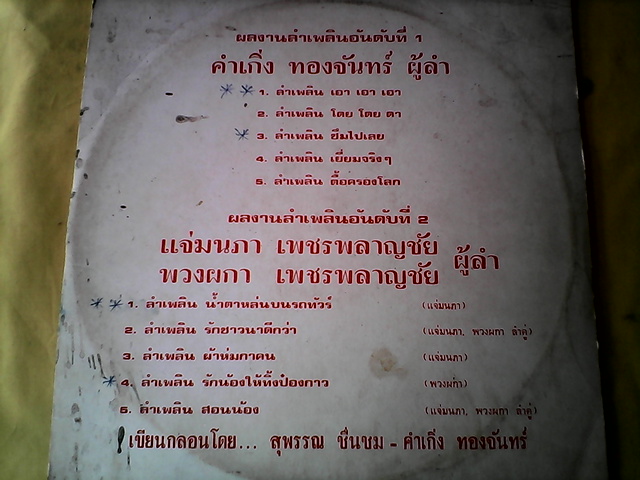 ผลงานลำเพลินอันดับที่ 1
คำเกิ่ง ทองจันทร์ ผู้ลำ
1. ลำเพลิน เอา เอา เอา
2. ลำเพลิน โดย โดย ดา
3. ลำเพลิน ยืมไปเลย
4. ลำเพลิน เยี่ยมจริงๆ
5. ลำเพลิน ตื้อครองโลก
ผลงานลำเพลินอันดับที่ 2
แจ่มนภา เพชรพลาญชัย ผู้ลำ
พวงผกา เพชรพลาญชัย
1. ลำเพลิน น้ำตาหล่นบนรถทัวร์ (แจ่มนภา)
2. ลำเพลิน รักชาวนาดีกว่า (แจ่มนภา, พวงผกา ลำคู่)
3. ลำเพลิน ผ้าห่มกาดน (แจ่มนภา)
4. ลำเพลิน รักน้องให้ทิ้งป๋องกาว (พวงผกา)
5. ลำเพลิน สอนน้อง (แจ่มนภา, พวงผกา ลำคู่)
เขียนกลอนโดย... สุพรรณ ชื่นชม - คำเกิ่ง ทองจันทร์